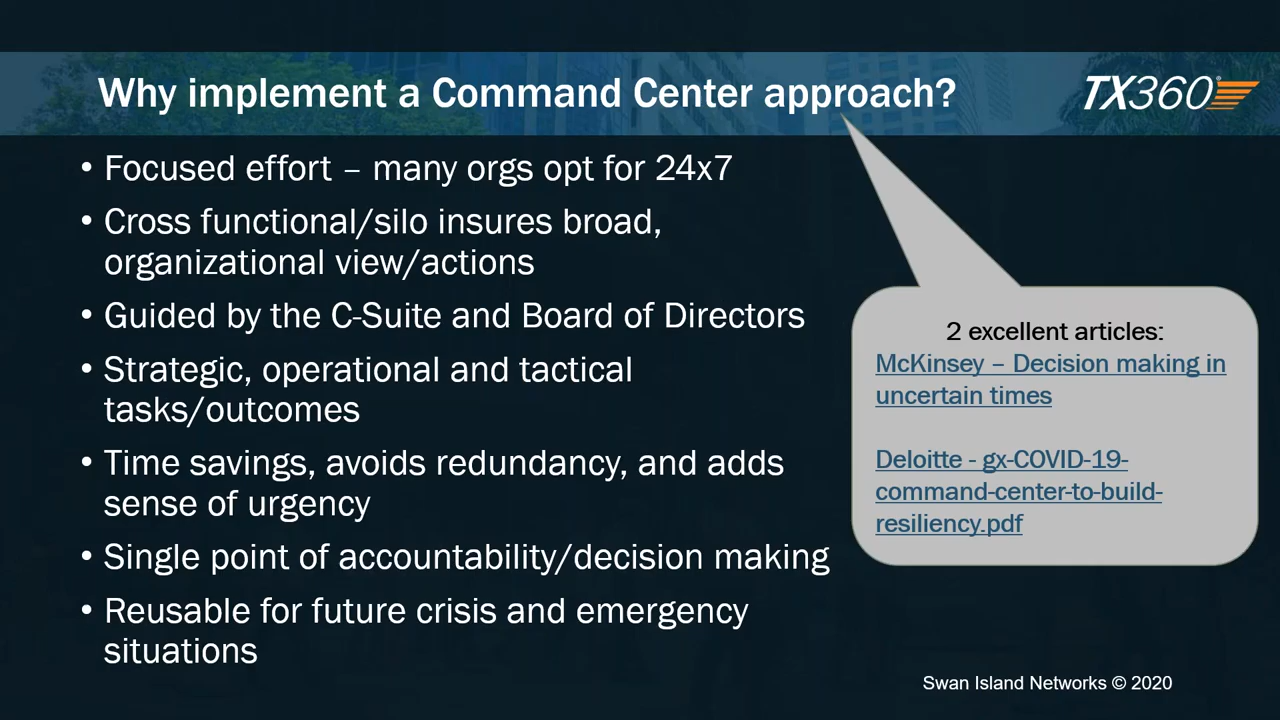 Why implement a Command Center approach?
TX360
• Focused effort – many orgs opt for 24x7
• Cross functional/silo insures broad,
organizational view/actions
• Guided by the C-Suite and Board of Directors
• Strategic, operational and tactical
tasks/outcomes
• Time savings, avoids redundancy, and adds
sense of urgency
• Single point of accountability/decision making
• Reusable for future crisis and emergency
situations
2 excellent articles:
McKinsey – Decision making in
uncertain times
Deloitte - gx-COVID-19-
command-center-to-build-
resiliency.pdf
Swan Island Networks © 2020